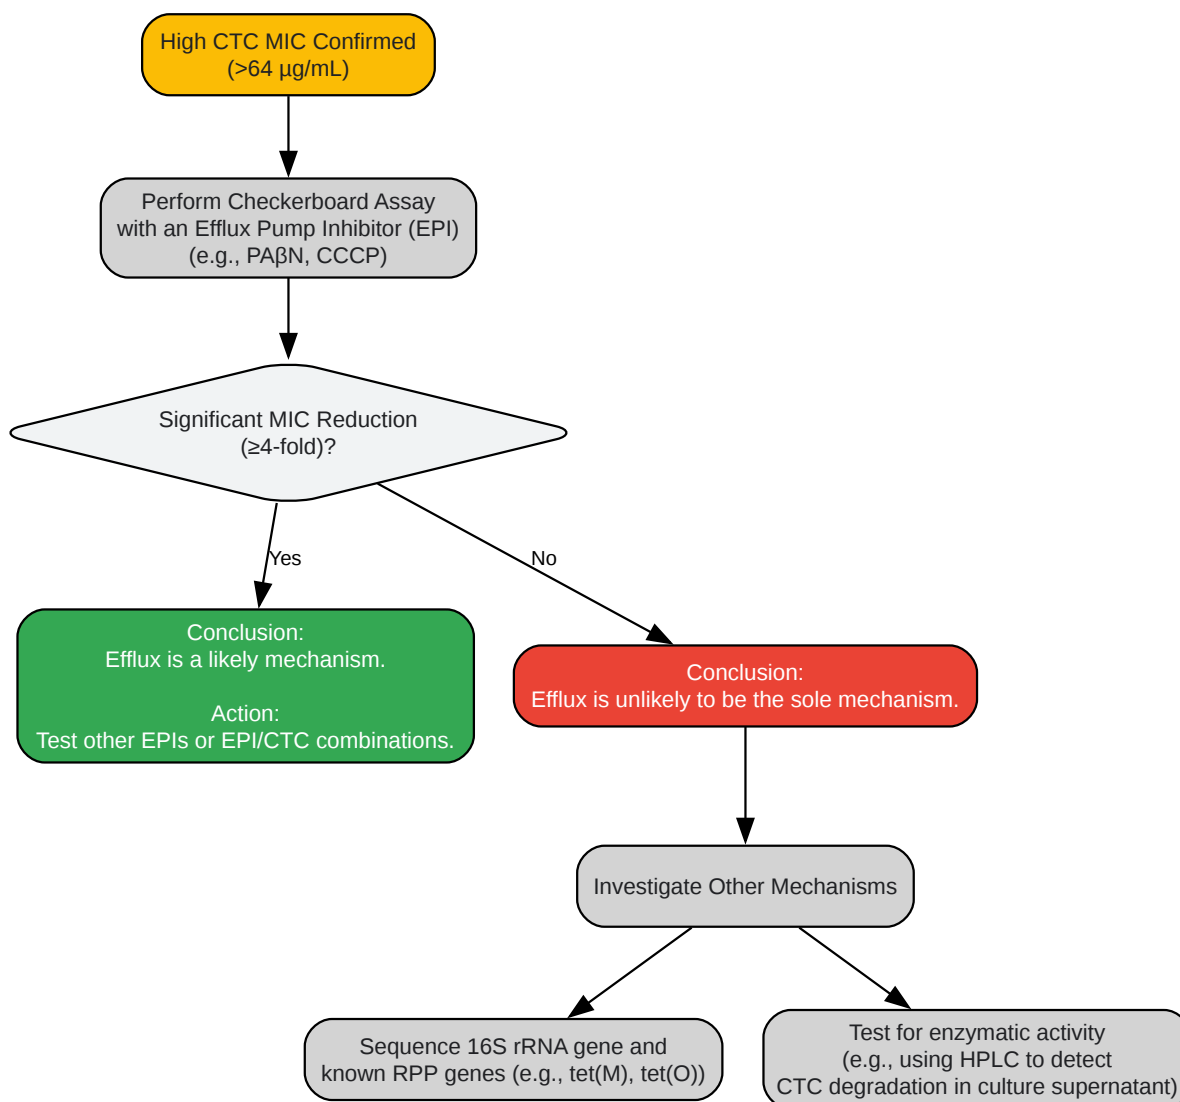 High CTC MIC Confirmed
(>64 µg/mL)
Perform Checkerboard Assay
with an Efflux Pump Inhibitor (EPI)
(e.g., PAβN, CCCP)
Significant MIC Reduction
(≥4-fold)?
Yes
No
Conclusion:
Efflux is a likely mechanism.
Action:
Test other EPIs or EPI/CTC combinations.
Conclusion:
Efflux is unlikely to be the sole mechanism.
Investigate Other Mechanisms
Sequence 16S rRNA gene and
known RPP genes (e.g., tet(M), tet(O))
Test for enzymatic activity
(e.g., using HPLC to detect
CTC degradation in culture supernatant)